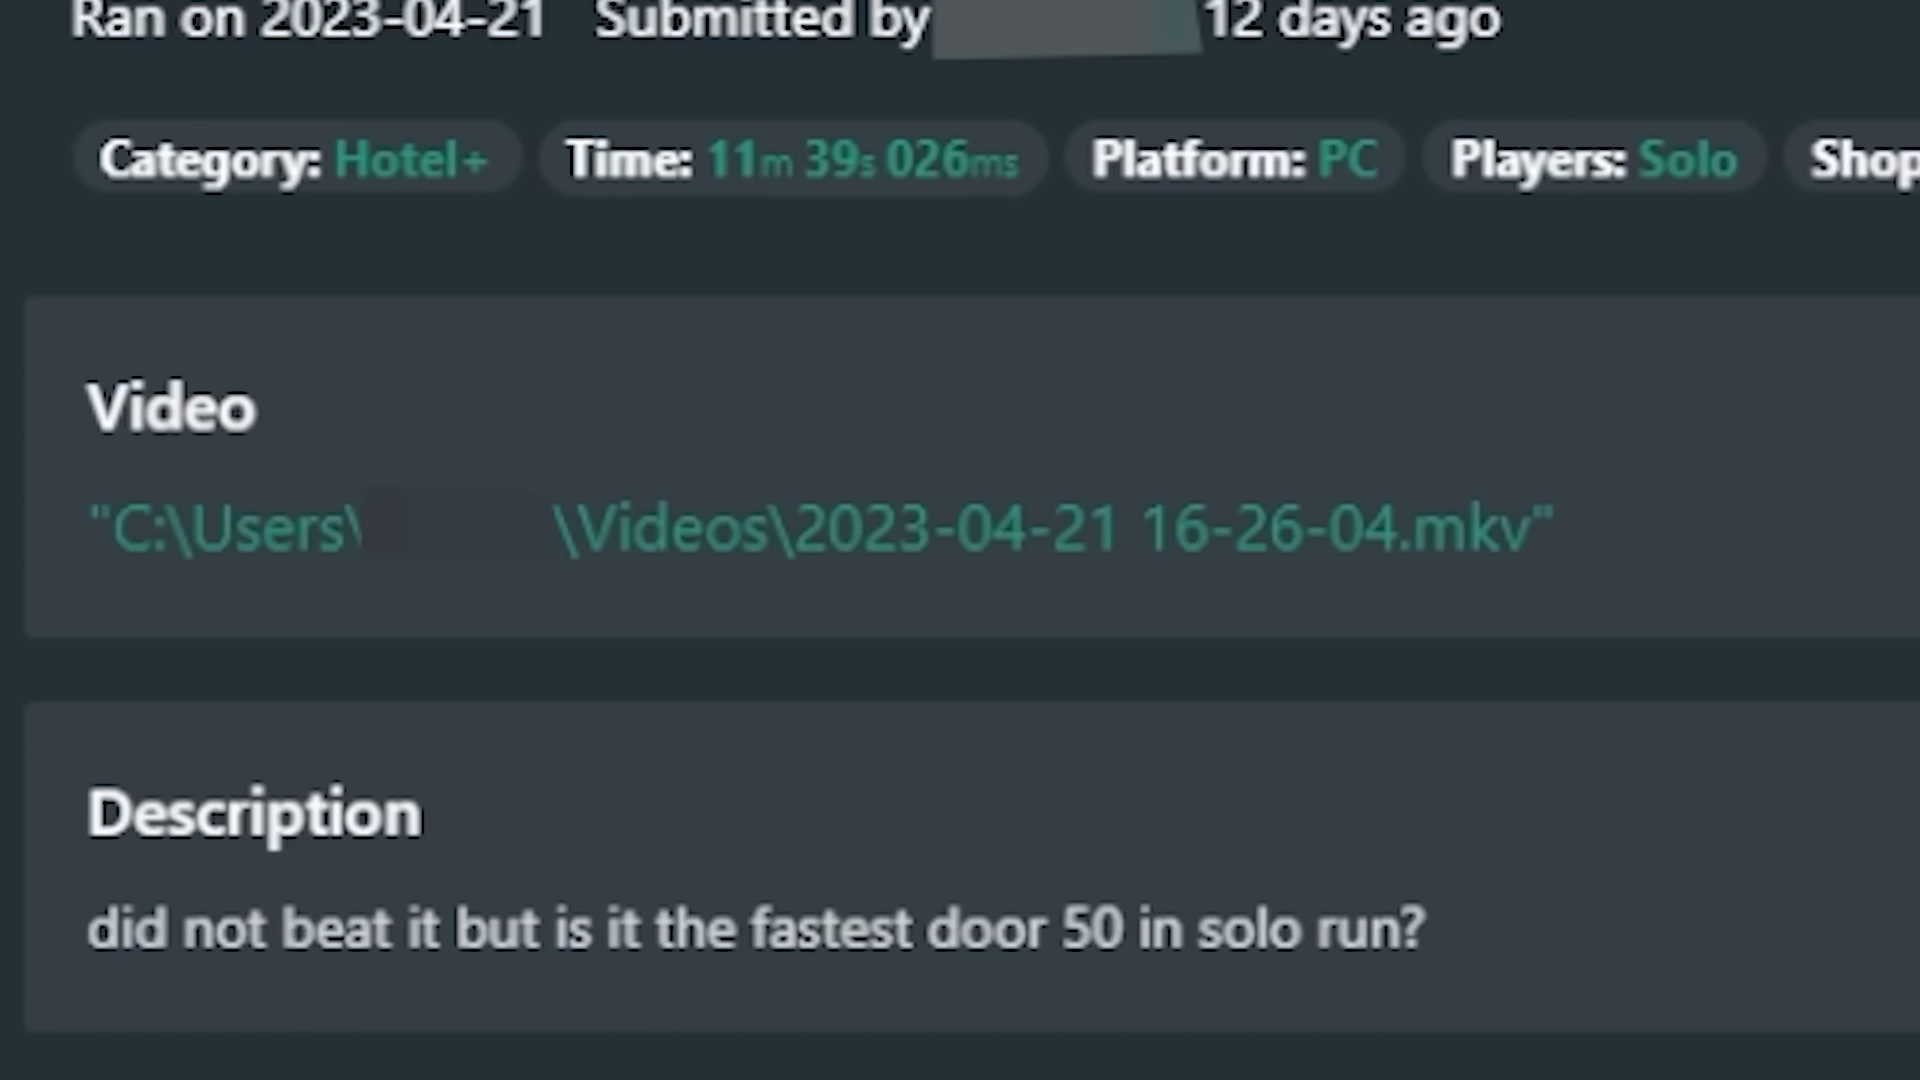 Ran on 2023-04-21 Submitted by 12 days ago
Category: Hotel+ Time: 11m 39s 026ms Platform: PC Players: Solo Shop
Video
"C:\Users\ \Videos\2023-04-21 16-26-04.mkv"
Description
did not beat it but is it the fastest door 50 in solo run?